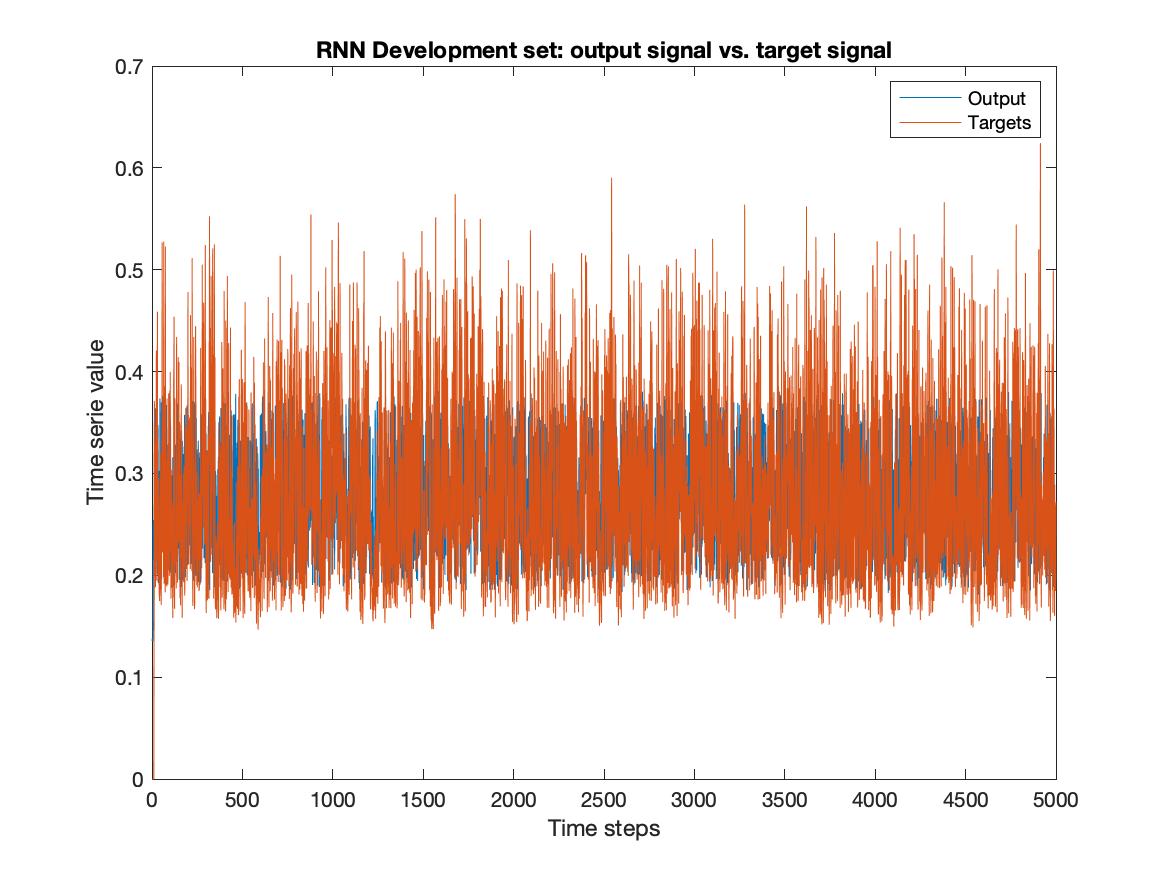 RNN Development set: output signal vs. target signal
Output
Targets
Time serie value
0.7
0.6
0.5
0.4
0.3
0.2
0.1
0
0 500 1000 1500 2000 2500 3000 3500 4000 4500 5000
Time steps